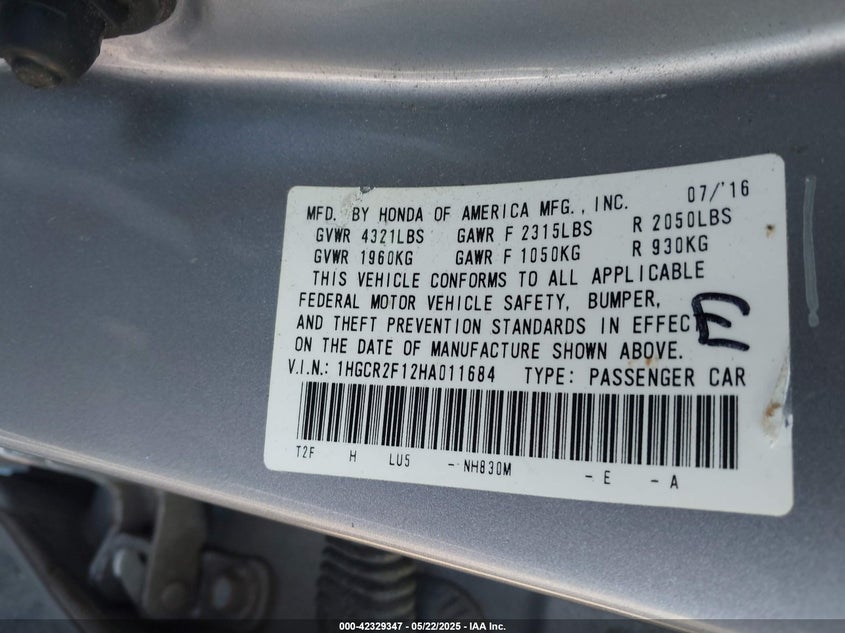 MFD. BY HONDA OF AMERICA MFG., INC. 07/'16
GVWR 4321LBS GAWR F 2315LBS R 2050LBS
GVWR 1960KG GAWR F 1050KG R 930KG
THIS VEHICLE CONFORMS TO ALL APPLICABLE
FEDERAL MOTOR VEHICLE SAFETY, BUMPER,
AND THEFT PREVENTION STANDARDS IN EFFECT
ON THE DATE OF MANUFACTURE SHOWN ABOVE.
E
V.I.N.: 1HGCR2F12HA011684 TYPE: PASSENGER CAR
T2F H LU5 - NH830M - E - A
000-42329347 - 05/22/2025 - IAA Inc.